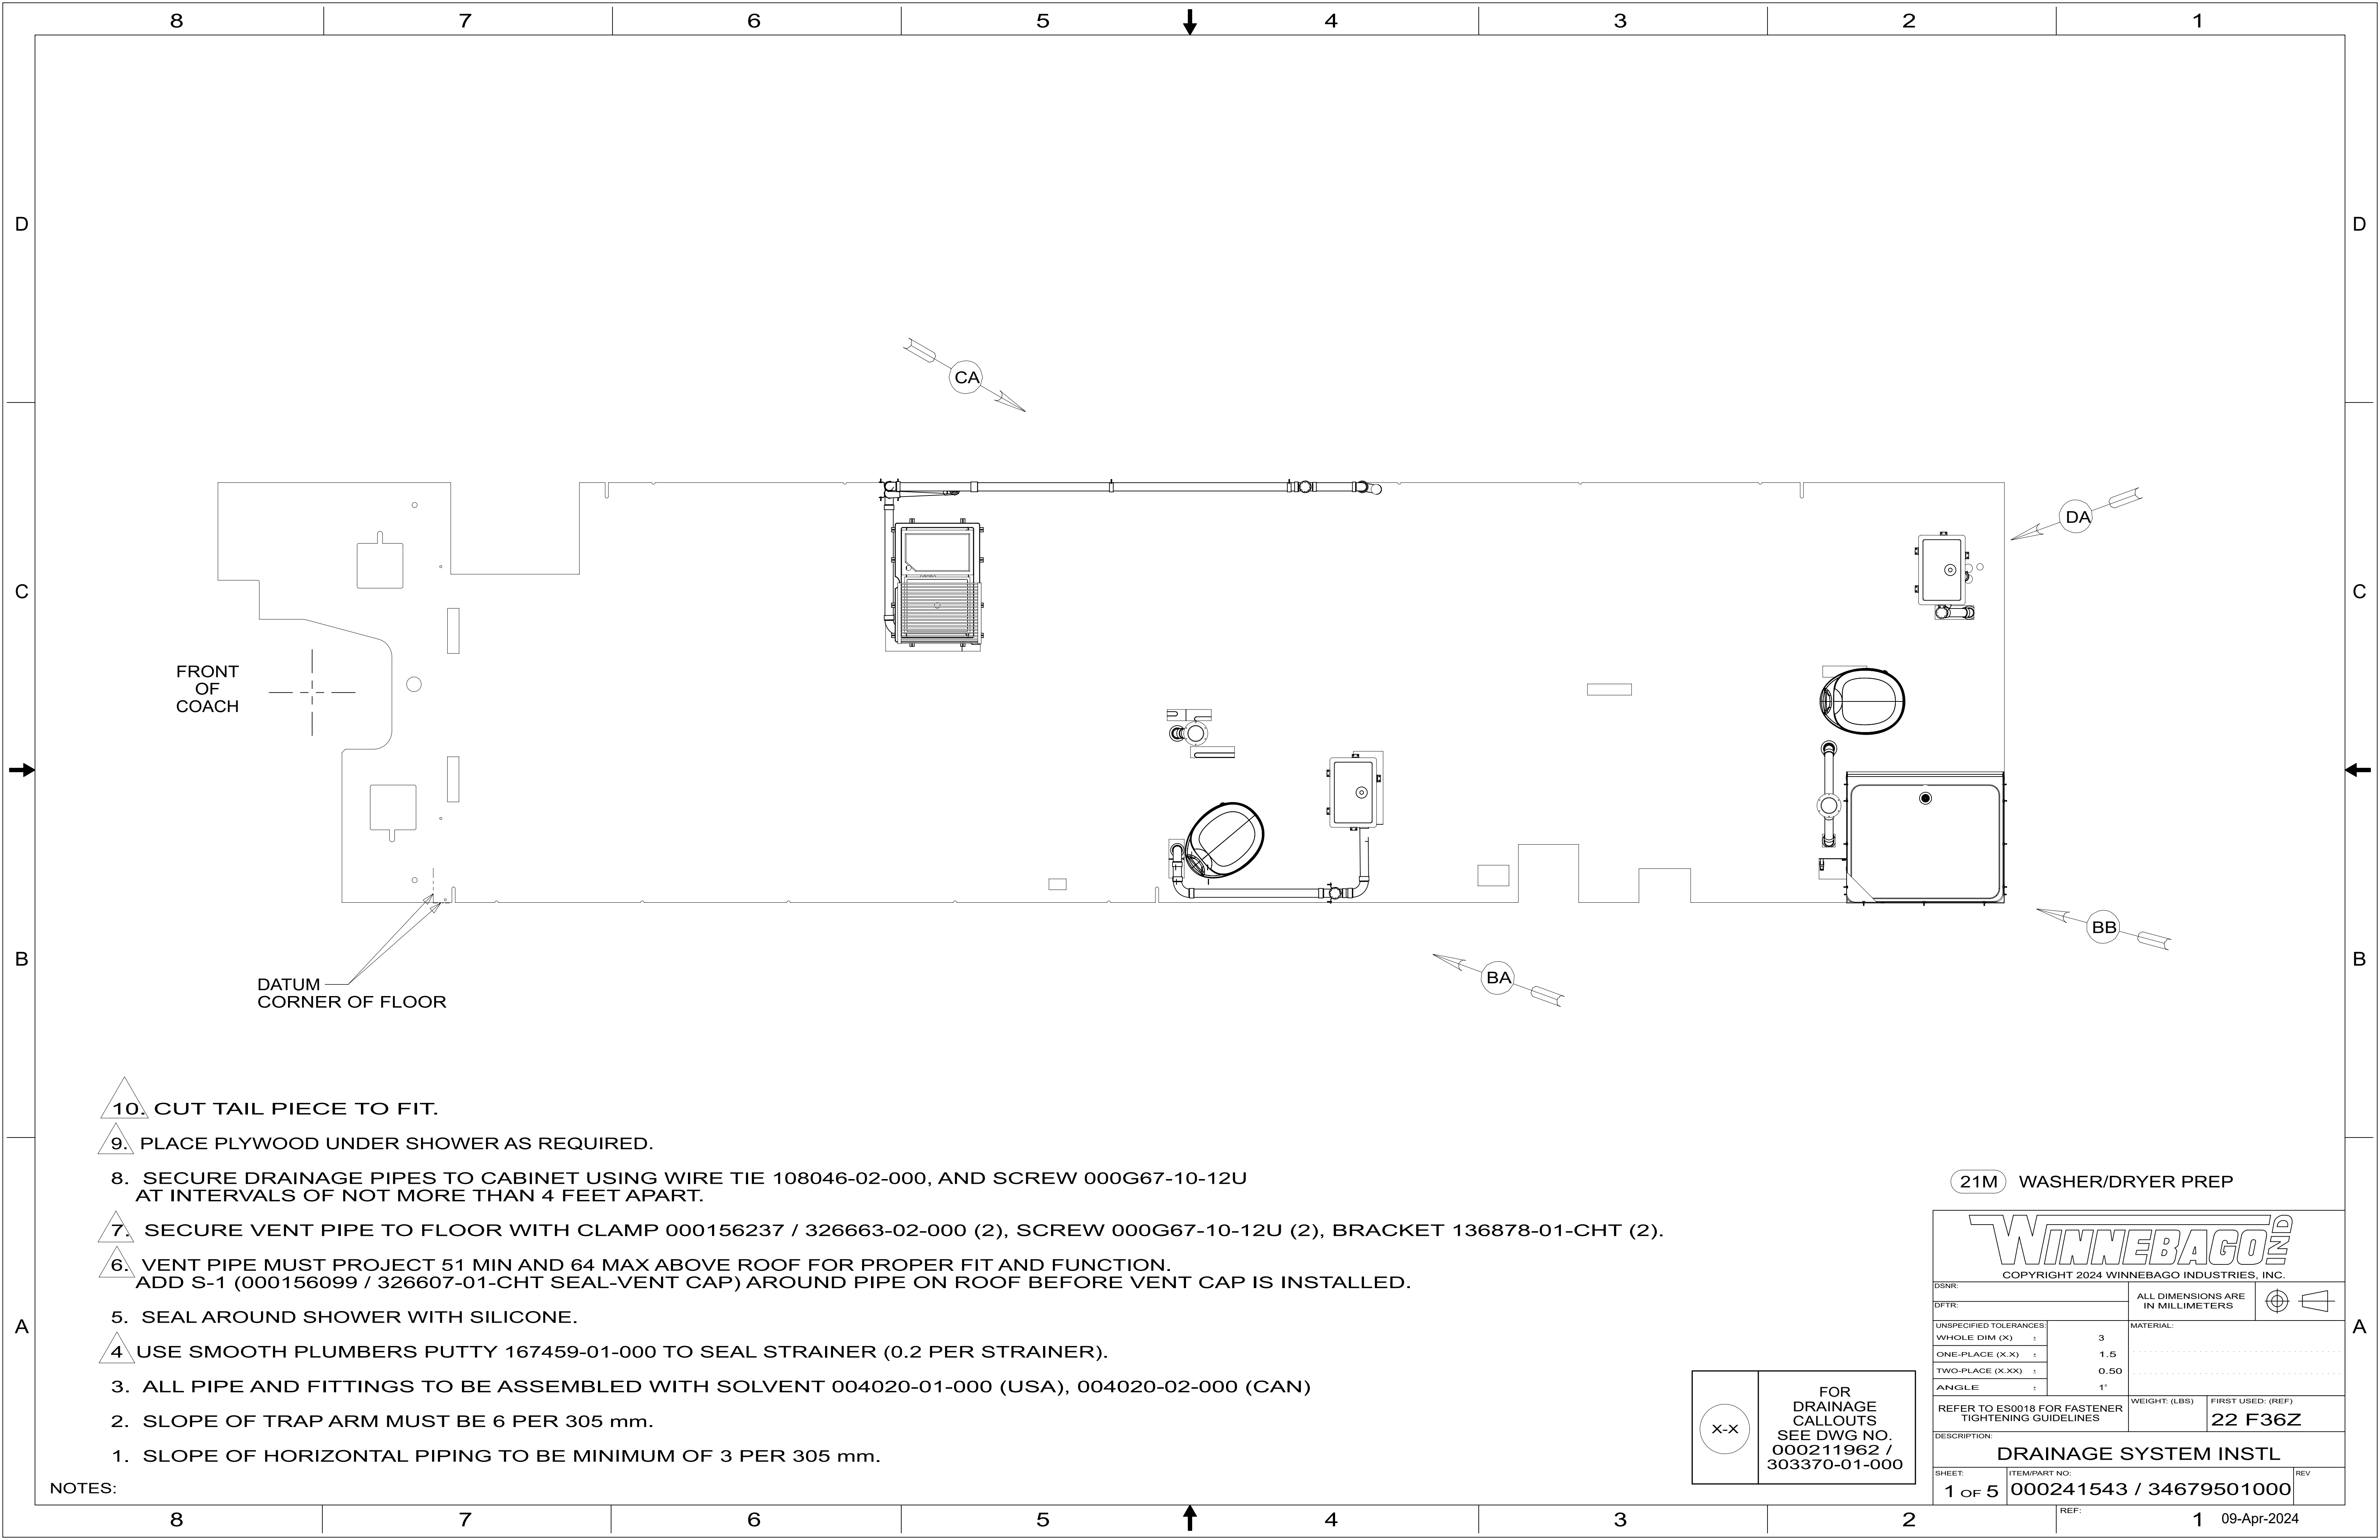 8 7 6 5 4 3 2 1
D D
CA
DA
C C
FRONT
OF
COACH
BB
B B
BA
DATUM
CORNER OF FLOOR
10. CUT TAIL PIECE TO FIT.
9. PLACE PLYWOOD UNDER SHOWER AS REQUIRED.
8. SECURE DRAINAGE PIPES TO CABINET USING WIRE TIE 108046-02-000, AND SCREW 000G67-10-12U
AT INTERVALS OF NOT MORE THAN 4 FEET APART.
7. SECURE VENT PIPE TO FLOOR WITH CLAMP 000156237 / 326663-02-000 (2), SCREW 000G67-10-12U (2), BRACKET 136878-01-CHT (2).
6. VENT PIPE MUST PROJECT 51 MIN AND 64 MAX ABOVE ROOF FOR PROPER FIT AND FUNCTION.
ADD S-1 (000156099 / 326607-01-CHT SEAL-VENT CAP) AROUND PIPE ON ROOF BEFORE VENT CAP IS INSTALLED.
5. SEAL AROUND SHOWER WITH SILICONE.
4 USE SMOOTH PLUMBERS PUTTY 167459-01-000 TO SEAL STRAINER (0.2 PER STRAINER).
3. ALL PIPE AND FITTINGS TO BE ASSEMBLED WITH SOLVENT 004020-01-000 (USA), 004020-02-000 (CAN)
2. SLOPE OF TRAP ARM MUST BE 6 PER 305 mm.
1. SLOPE OF HORIZONTAL PIPING TO BE MINIMUM OF 3 PER 305 mm.
NOTES:
A A
X-X
FOR
DRAINAGE
CALLOUTS
SEE DWG NO.
000211962 /
303370-01-000
21M WASHER/DRYER PREP
WINNEBAGO IND
COPYRIGHT 2024 WINNEBAGO INDUSTRIES, INC.
DSNR:
DFTR:
ALL DIMENSIONS ARE
IN MILLIMETERS
UNSPECIFIED TOLERANCES:
WHOLE DIM (X) ± 3
ONE-PLACE (X.X) ± 1.5
TWO-PLACE (X.XX) ± 0.50
ANGLE ± 1°
MATERIAL:
REFER TO ES0018 FOR FASTENER
TIGHTENING GUIDELINES
WEIGHT: (LBS)
FIRST USED: (REF)
22 F36Z
DESCRIPTION:
DRAINAGE SYSTEM INSTL
SHEET:
1 OF 5
ITEM/PART NO:
000241543 / 34679501000
REV
REF:
8 7 6 5 4 3 2 1
09-Apr-2024